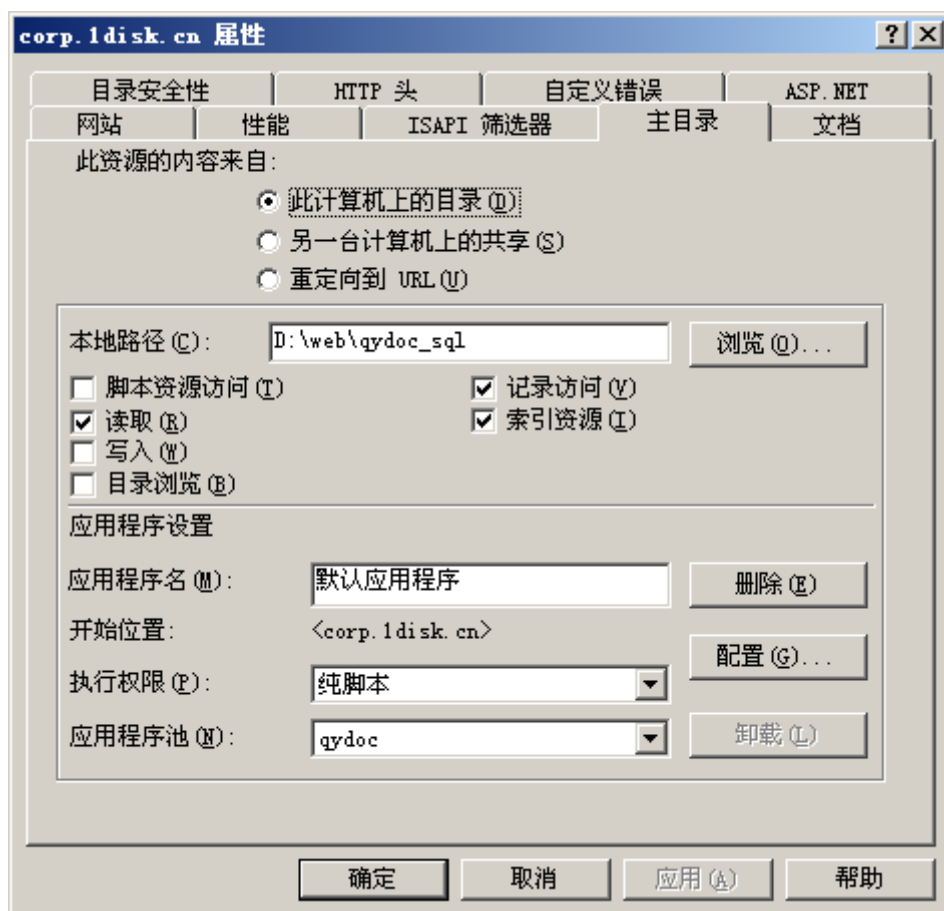 corp.1disk.cn 属性
目录安全性 HTTP 头 自定义错误 ASP.NET
网站 性能 ISAPI 筛选器 主目录 文档
此资源的内容来自:
此计算机上的目录(D)
另一台计算机上的共享(S)
重定向到 URL(U)
本地路径(C): D:\web\qydoc_sql 浏览(O)...
脚本资源访问(T) 记录访问(V)
读取(R) 索引资源(I)
写入(W)
目录浏览(B)
应用程序设置
应用程序名(M): 默认应用程序 删除(E)
开始位置: <corp.1disk.cn>
配置(G)...
执行权限(P): 纯脚本
应用程序池(N): qydoc 卸载(L)
确定 取消 应用(A) 帮助